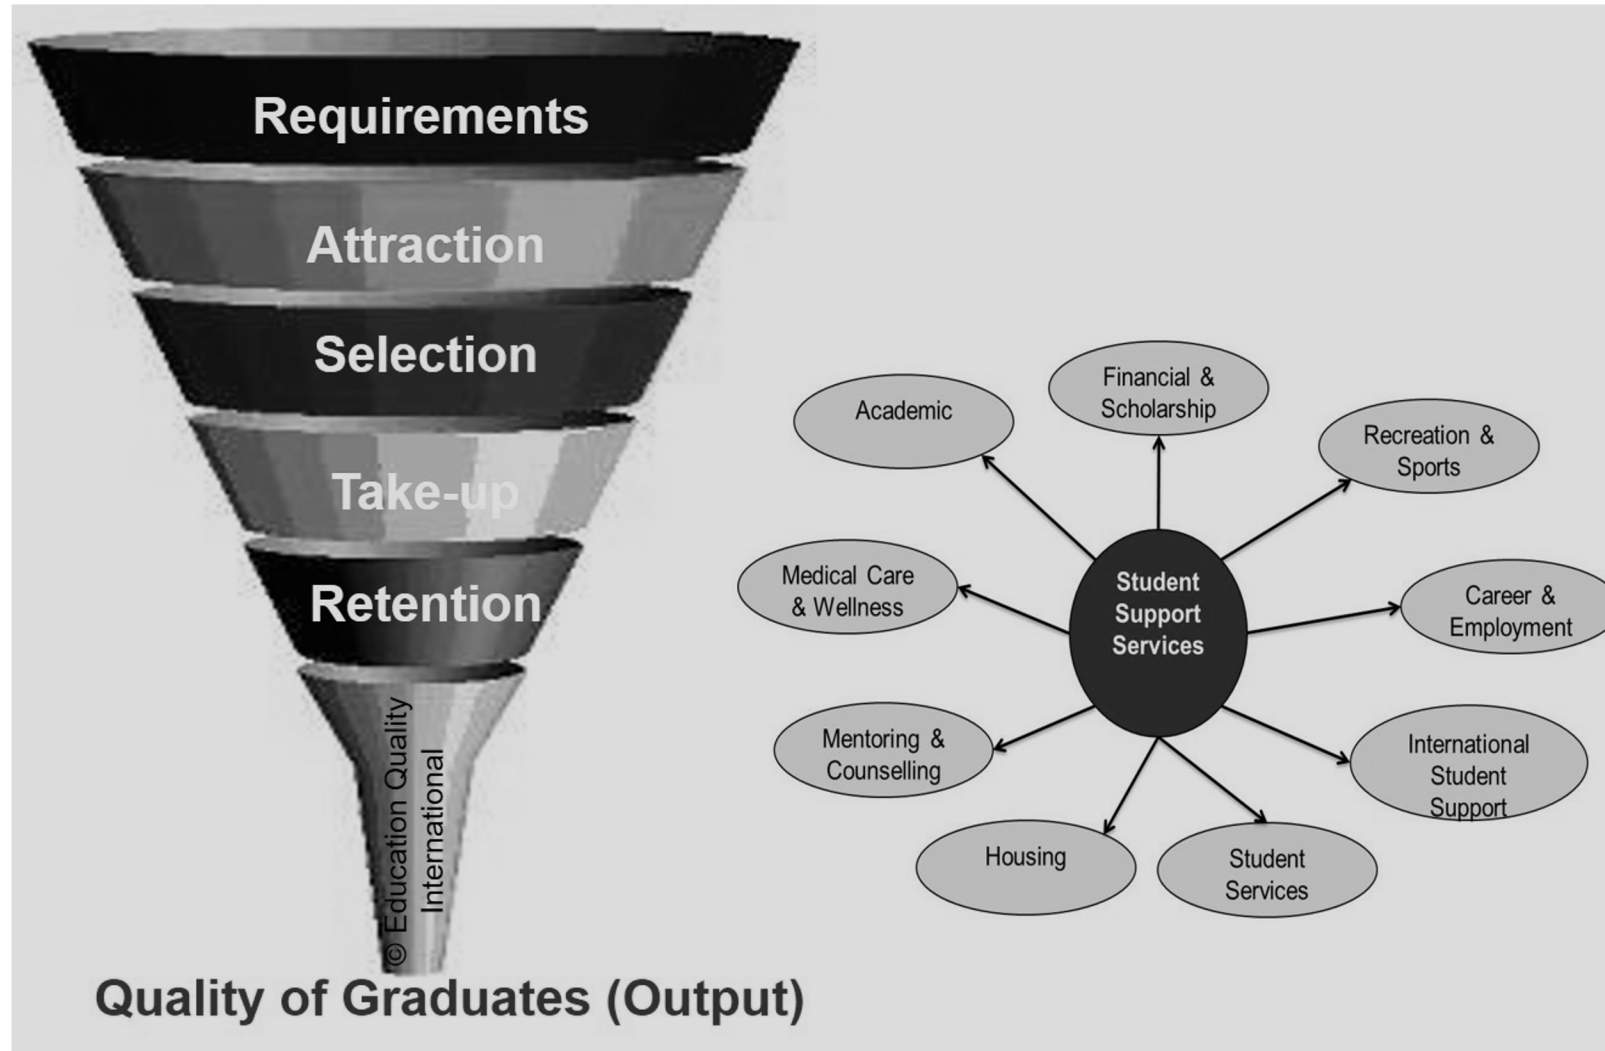 Requirements
Attraction
Selection
Take-up
Retention
© Education Quality
International
Quality of Graduates (Output)
Academic
Financial &
Scholarship
Recreation &
Sports
Medical Care
& Wellness
Student
Support
Services
Career &
Employment
Mentoring &
Counselling
International
Student
Support
Housing
Student
Services